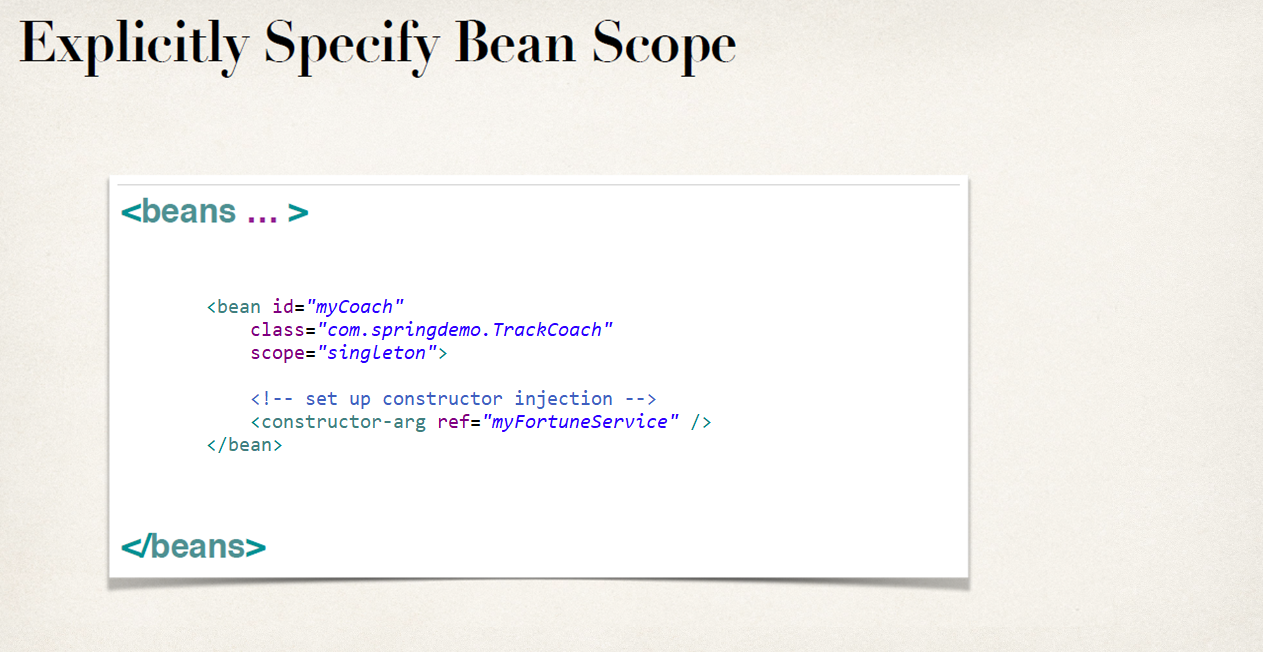 Explicitly Specify Bean Scope
<beans ... >
<bean id="myCoach"
class="com.springdemo.TrackCoach"
scope="singleton">
<!-- set up constructor injection -->
<constructor-arg ref="myFortuneService" />
</bean>
</beans>